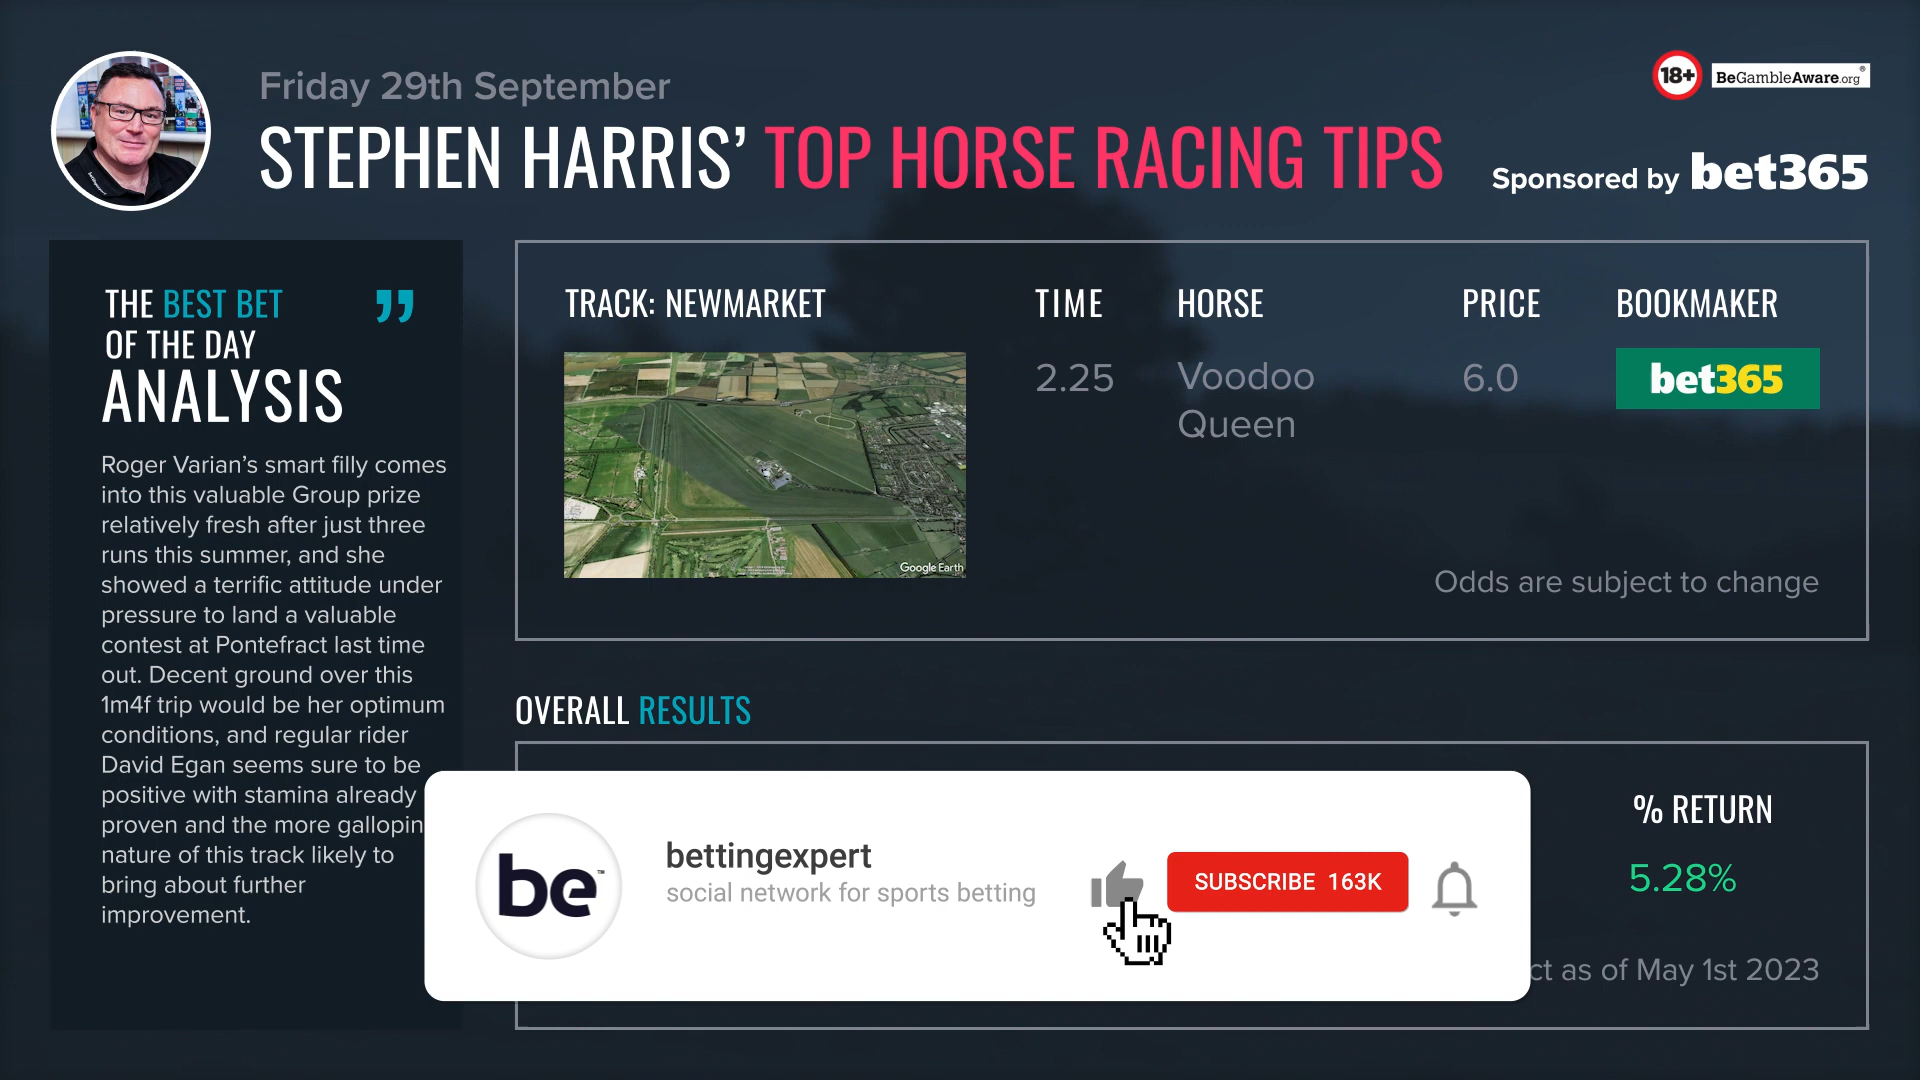 Friday 29th September
STEPHEN HARRIS’ TOP HORSE RACING TIPS
18+
BeGambleAware.org®
Sponsored by bet365
THE BEST BET
OF THE DAY
ANALYSIS
”
Roger Varian’s smart filly comes
into this valuable Group prize
relatively fresh after just three
runs this summer, and she
showed a terrific attitude under
pressure to land a valuable
contest at Pontefract last time
out. Decent ground over this
1m4f trip would be her optimum
conditions, and regular rider
David Egan seems sure to be
positive with stamina already
proven and the more gallopin
nature of this track likely to
bring about further
improvement.
TRACK: NEWMARKET
TIME
HORSE
PRICE
BOOKMAKER
2.25
Voodoo
Queen
6.0
bet365
Google Earth
Odds are subject to change
OVERALL RESULTS
% RETURN
5.28%
ct as of May 1st 2023
be™
bettingexpert
social network for sports betting
SUBSCRIBE 163K